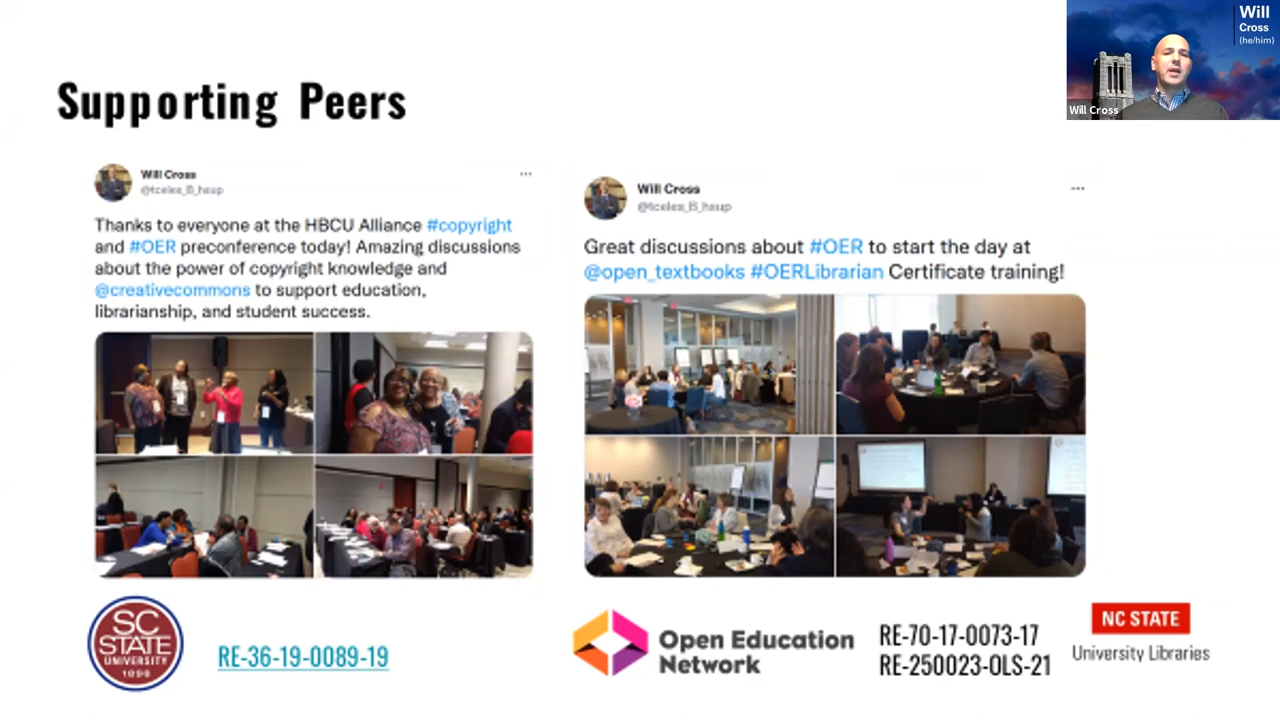 Will
Cross
(he/him)
Will Cross
Supporting Peers
Will Cross
Thanks to everyone at the HBCU Alliance #copyright
and #OER preconference today! Amazing discussions
about the power of copyright knowledge and
@creativecommons to support education,
librarianship, and student success.
Will Cross
Great discussions about #OER to start the day at
@open_textbooks #OERLibrarian Certificate training!
SC
STATE
UNIVERSITY
1896
RE-36-19-0089-19
Open Education
Network
RE-70-17-0073-17
RE-250023-OLS-21
NC STATE
University Libraries